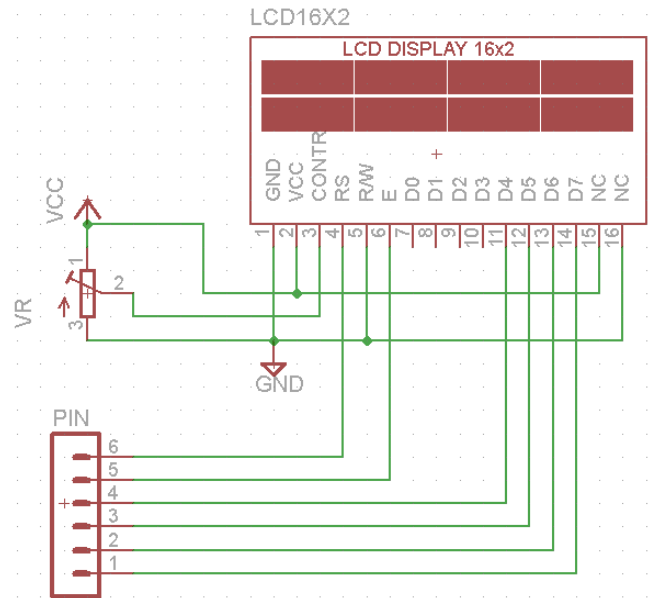 LCD16X2
LCD DISPLAY 16x2
GND VCC CONTR RS R/W E D0 D1 D2 D3 D4 D5 D6 D7 NC NC
1 2 3 4 5 6 7 8 9 10 11 12 13 14 15 16
VCC
1
2
3
VR
GND
PIN
6
5
4
3
2
1